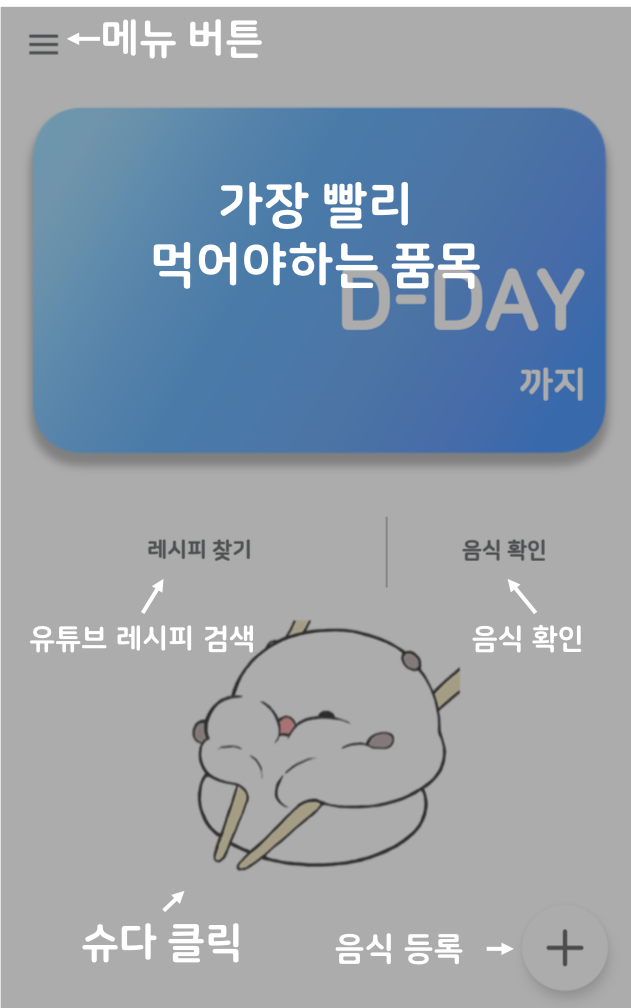 메뉴 버튼
가장 빨리
먹어야하는 품목
D-DAY
까지
레시피 찾기
음식 확인
유튜브 레시피 검색
음식 확인
슈다 클릭
음식 등록